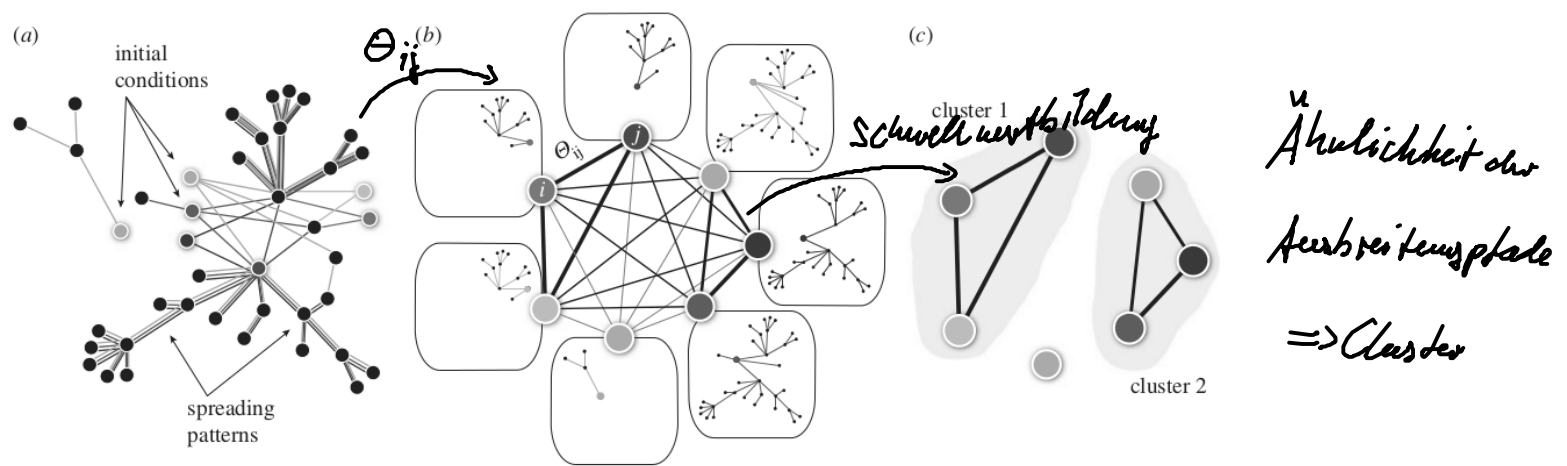 (a)
initial
conditions
spreading
patterns
Θij
(b)
Θij
j
i
Schwellwertbildung
(c)
cluster 1
cluster 2
Ähnlichkeit der
Ausbreitungspfade
=> Cluster